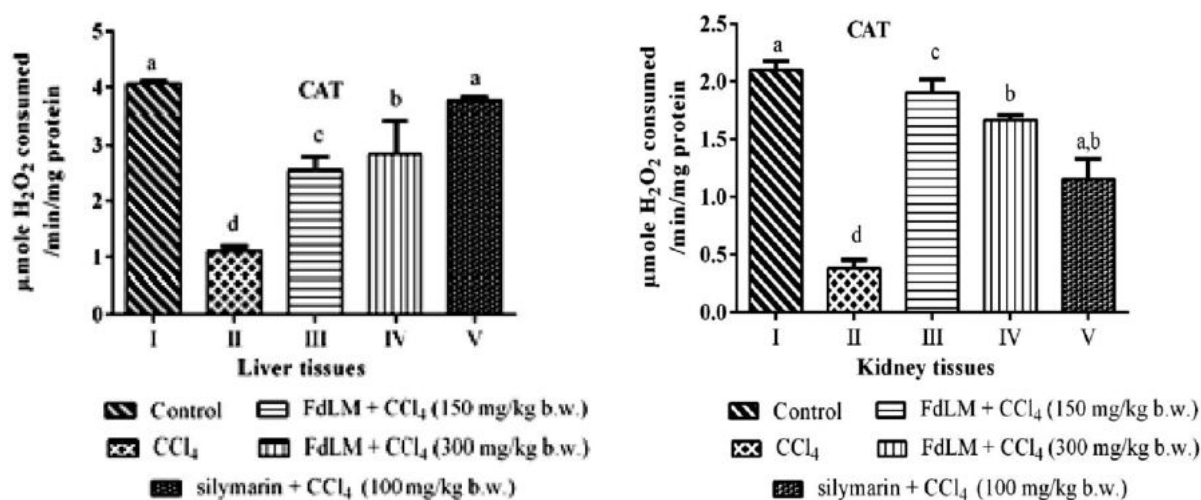 µmole H₂O₂ consumed
/min/mg protein
5
4
3
2
1
0
CAT
a
d
c
b
a
I II III IV V
Liver tissues
Control
FdLM + CCl₄ (150 mg/kg b.w.)
CCl₄
FdLM + CCl₄ (300 mg/kg b.w.)
silymarin + CCl₄ (100 mg/kg b.w.)
µmole H₂O₂ consumed
/min/mg protein
2.5
2.0
1.5
1.0
0.5
0.0
CAT
a
d
c
b
a,b
I II III IV V
Kidney tissues
Control
FdLM + CCl₄ (150 mg/kg b.w.)
CCl₄
FdLM + CCl₄ (300 mg/kg b.w.)
silymarin + CCl₄ (100 mg/kg b.w.)